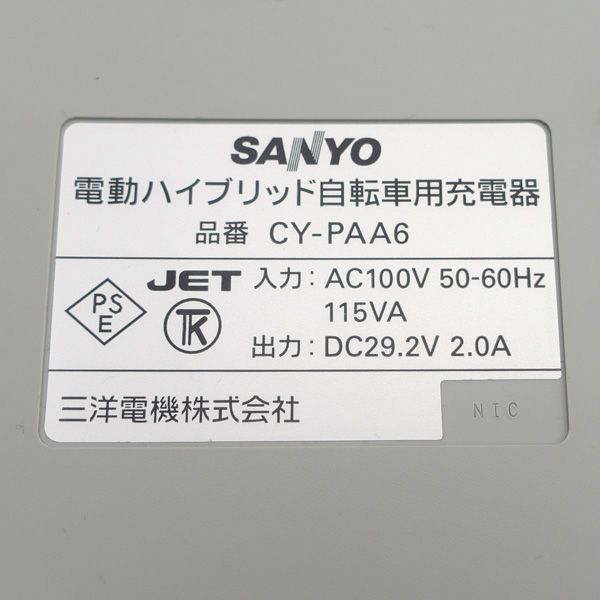 SANYO
電動ハイブリッド自転車用充電器
品番 CY-PAA6
PS
E
JET
TK
入力: AC100V 50-60Hz
115VA
出力: DC29.2V 2.0A
三洋電機株式会社
NIC